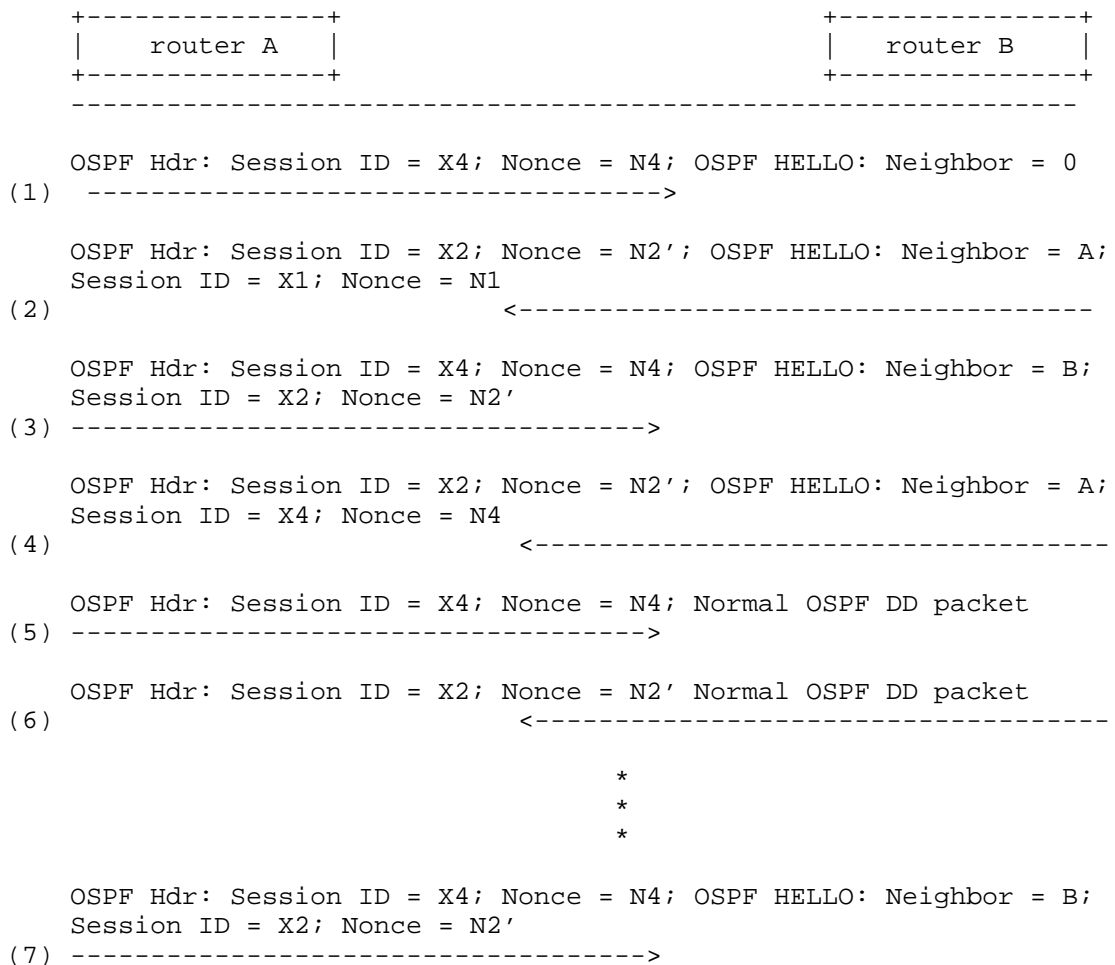 +---------------+ +---------------+
| router A | | router B |
+---------------+ +---------------+
---------------------------------------------------------------
OSPF Hdr: Session ID = X4; Nonce = N4; OSPF HELLO: Neighbor = 0
(1) ------------------------------------>
OSPF Hdr: Session ID = X2; Nonce = N2'; OSPF HELLO: Neighbor = A;
Session ID = X1; Nonce = N1
(2) <------------------------------------
OSPF Hdr: Session ID = X4; Nonce = N4; OSPF HELLO: Neighbor = B;
Session ID = X2; Nonce = N2'
(3) ------------------------------------>
OSPF Hdr: Session ID = X2; Nonce = N2'; OSPF HELLO: Neighbor = A;
Session ID = X4; Nonce = N4
(4) <------------------------------------
OSPF Hdr: Session ID = X4; Nonce = N4; Normal OSPF DD packet
(5) ------------------------------------>
OSPF Hdr: Session ID = X2; Nonce = N2' Normal OSPF DD packet
(6) <------------------------------------
*
*
*
OSPF Hdr: Session ID = X4; Nonce = N4; OSPF HELLO: Neighbor = B;
Session ID = X2; Nonce = N2'
(7) ------------------------------------>